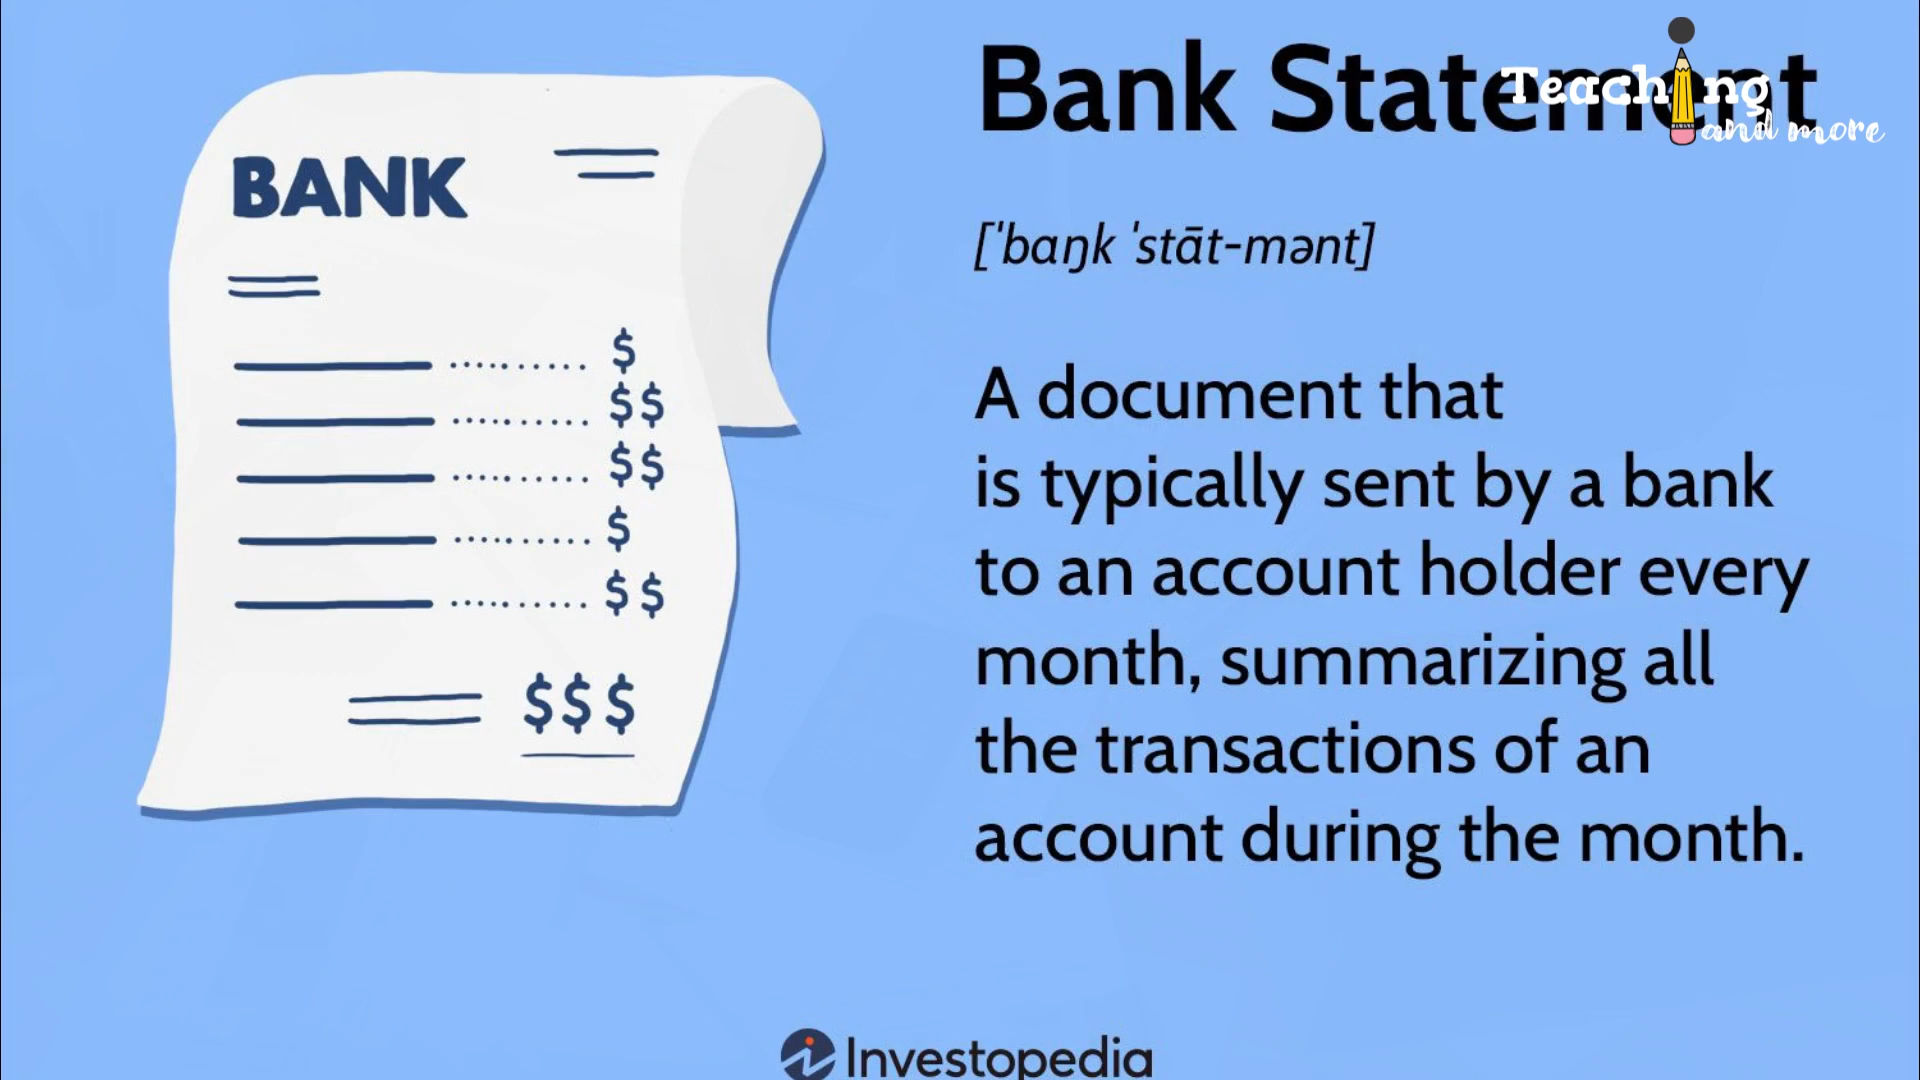 Bank Statement
Teaching
and more
['baŋk 'stāt-mənt]
BANK
$
$$
$$
$
$$
$$$
A document that
is typically sent by a bank
to an account holder every
month, summarizing all
the transactions of an
account during the month.
Investopedia